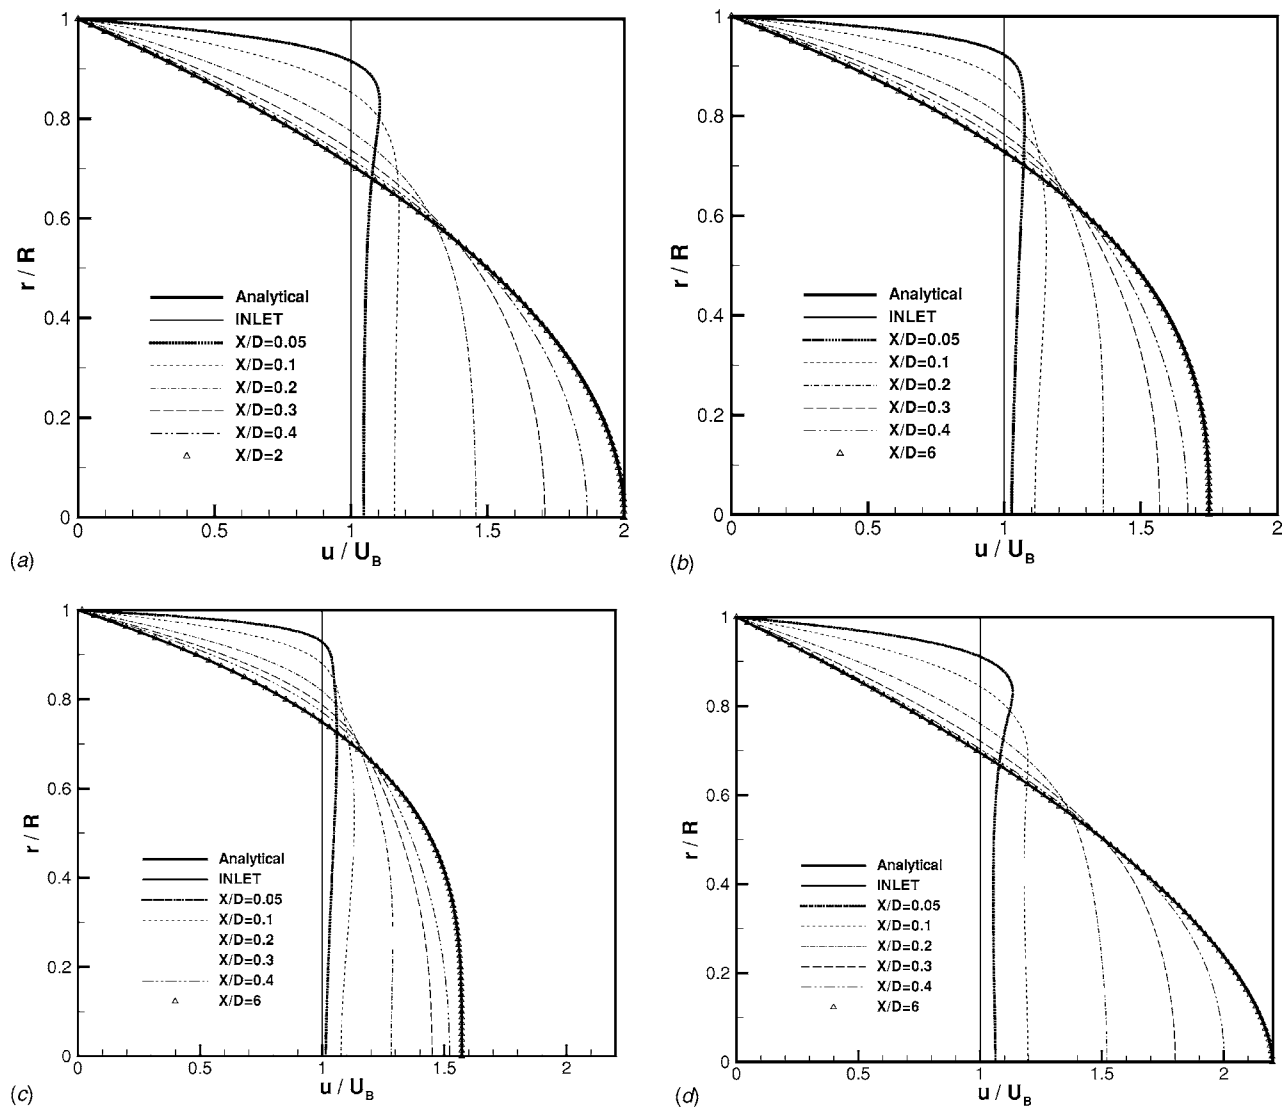 1
0.8
0.6
0.4
0.2
0
r / R
Analytical
INLET
X/D=0.05
X/D=0.1
X/D=0.2
X/D=0.3
X/D=0.4
X/D=2
0 0.5 1 1.5 2
u / U_B
(a)
1
0.8
0.6
0.4
0.2
0
r / R
Analytical
INLET
X/D=0.05
X/D=0.1
X/D=0.2
X/D=0.3
X/D=0.4
X/D=6
0 0.5 1 1.5 2
u / U_B
(b)
1
0.8
0.6
0.4
0.2
0
r / R
Analytical
INLET
X/D=0.05
X/D=0.1
X/D=0.2
X/D=0.3
X/D=0.4
X/D=6
0 0.5 1 1.5 2
u / U_B
(c)
1
0.8
0.6
0.4
0.2
0
r / R
Analytical
INLET
X/D=0.05
X/D=0.1
X/D=0.2
X/D=0.3
X/D=0.4
X/D=6
0 0.5 1 1.5 2
u / U_B
(d)